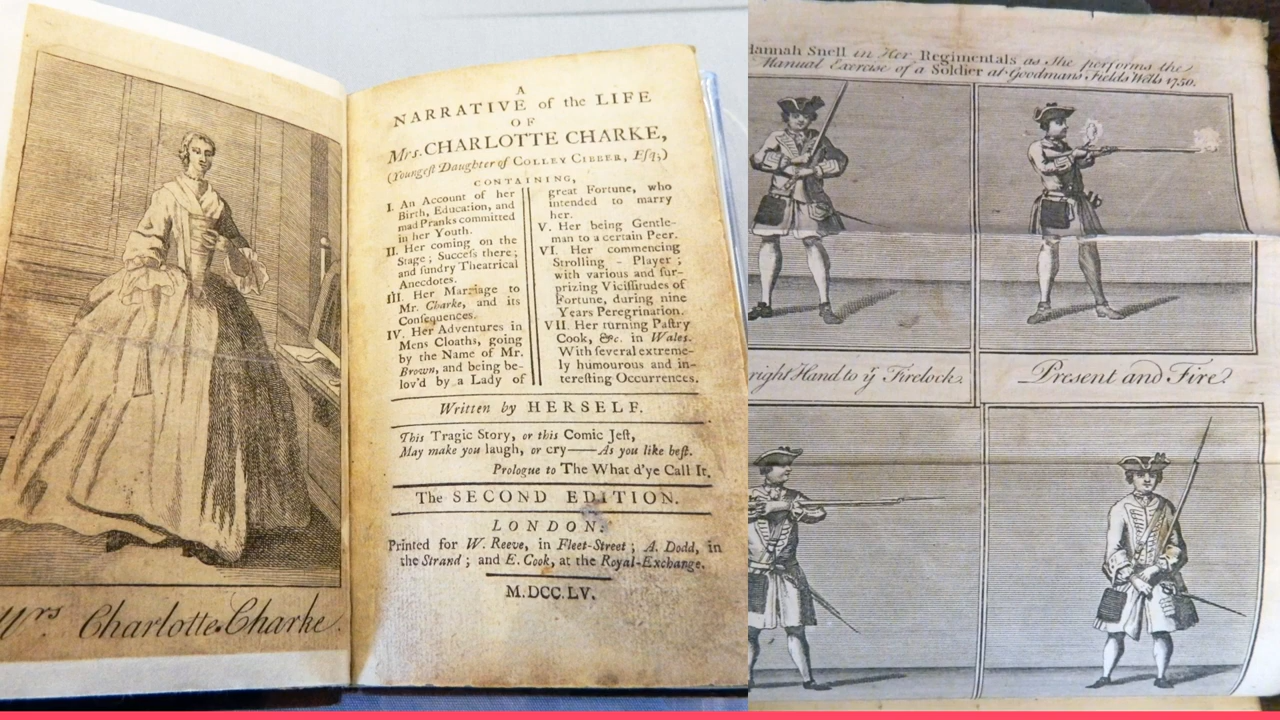 Mrs. Charlotte Charke.
A
NARRATIVE of the LIFE
OF
Mrs. CHARLOTTE CHARKE,
(Youngeſt Daughter of COLLEY CIBBER, Eſq;)
CONTAINING,
I. An Account of her
Birth, Education, and
mad Pranks committed
in her Youth.
II. Her coming on the
Stage; Succeſs there;
and ſundry Theatrical
Anecdotes.
III. Her Marriage to
Mr. Charke, and its
Conſequences.
IV. Her Adventures in
Mens Cloaths, going
by the Name of Mr.
Brown, and being be-
lov'd by a Lady of
great Fortune, who
intended to marry
her.
V. Her being Gentle-
man to a certain Peer.
VI. Her commencing
Strolling-Player;
with various and ſur-
prizing Viciſſitudes of
Fortune, during nine
Years Peregrination.
VII. Her turning Paſtry
Cook, &c. in Wales.
With ſeveral extreme-
ly humourous and in-
tereſting Occurrences.
Written by HERSELF.
This Tragic Story, or this Comic Jeſt,
May make you laugh, or cry——As you like beſt.
Prologue to The What d'ye Call It.
The SECOND EDITION.
LONDON:
Printed for W. Reeve, in Fleet-Street; A. Dodd, in
the Strand; and E. Cook, at the Royal-Exchange.
M.DCC.LV.
Hannah Snell in Her Regimentals as She performs the
Manual Exercise of a Soldier at Goodmans Fields Wells 1750.
right Hand to ÿ Firelock.
Present and Fire.